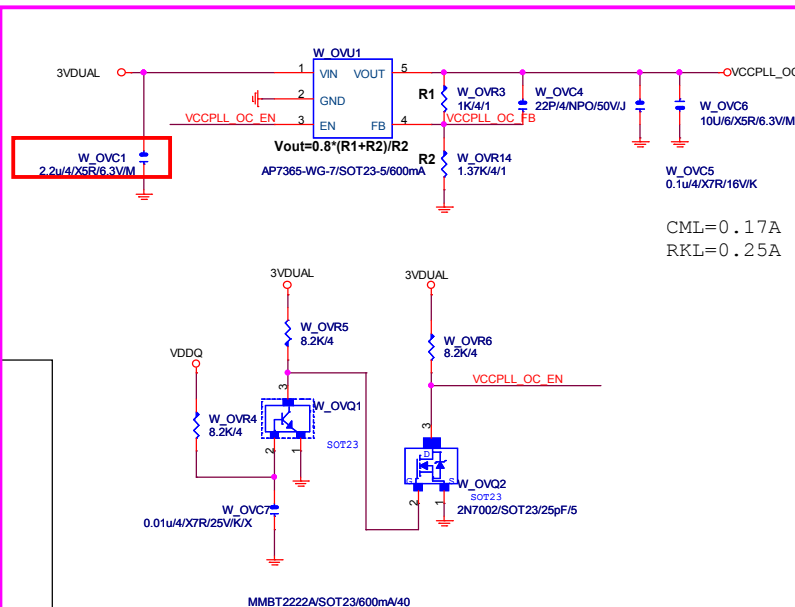 W_OVU1
3VDUAL
1
VIN
VOUT
5
VCCPLL_OC
2
GND
R1
W_OVR3
1K/4/1
W_OVC4
22P/4/NPO/50V/J
W_OVC6
10U/6/X5R/6.3V/M
VCCPLL_OC_EN
3
EN
FB
4
VCCPLL_OC_FB
Vout=0.8*(R1+R2)/R2
AP7365-WG-7/SOT23-5/600mA
R2
W_OVR14
1.37K/4/1
W_OVC1
2.2u/4/X5R/6.3V/M
W_OVC5
0.1u/4/X7R/16V/K
CML=0.17A
RKL=0.25A
3VDUAL
3VDUAL
W_OVR5
8.2K/4
W_OVR6
8.2K/4
VDDQ
VCCPLL_OC_EN
3
W_OVQ1
W_OVR4
8.2K/4
SOT23
2
1
3
D
G
S
W_OVQ2
SOT23
2N7002/SOT23/25pF/5
2
1
W_OVC7
0.01u/4/X7R/25V/K/X
MMBT2222A/SOT23/600mA/40